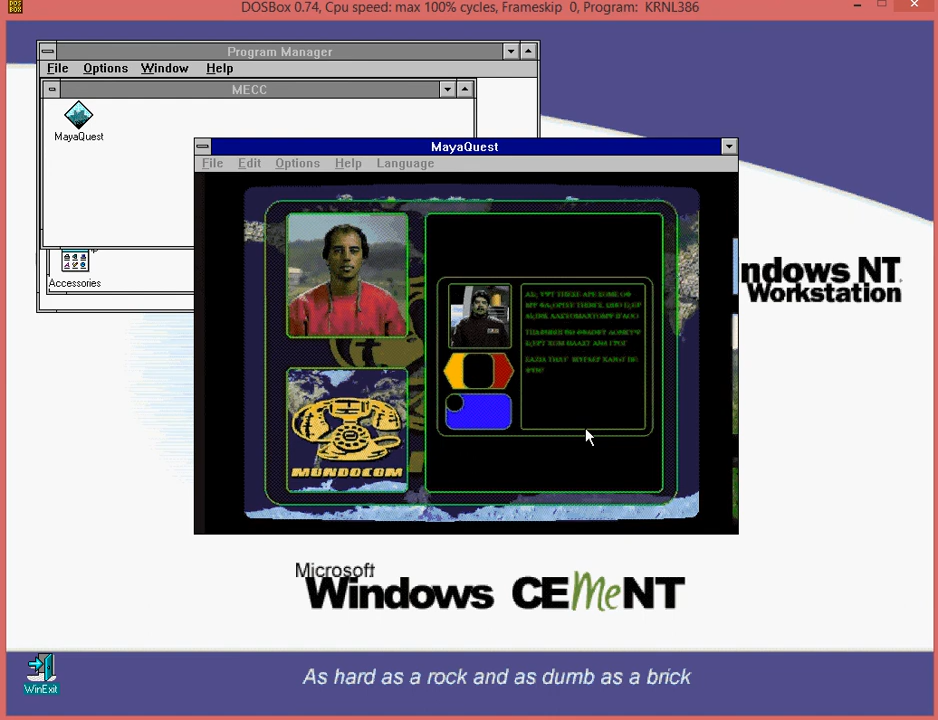 DOSBox 0.74, Cpu speed: max 100% cycles, Frameskip 0, Program: KRNL386
Program Manager
File Options Window Help
MECC
MayaQuest
MayaQuest
File Edit Options Help Language
Accessories
ndows NT
Workstation
MUNDOCOM
Microsoft
Windows CEMeNT
As hard as a rock and as dumb as a brick
WinExit